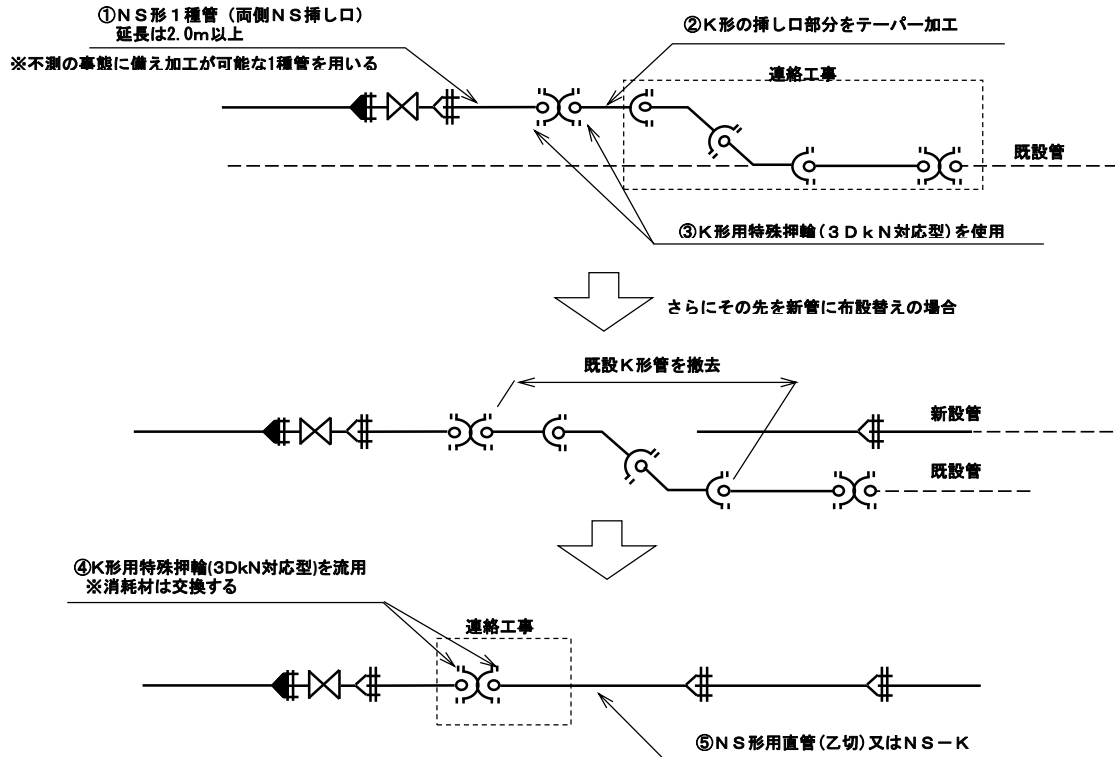 ①ＮＳ形１種管（両側ＮＳ挿し口）
延長は2.0ｍ以上
※不測の事態に備え加工が可能な1種管を用いる
②Ｋ形の挿し口部分をテーパー加工
連絡工事
既設管
③Ｋ形用特殊押輪(３ＤｋＮ対応型)を使用
さらにその先を新管に布設替えの場合
既設Ｋ形管を撤去
新設管
既設管
④K形用特殊押輪(3DkN対応型)を流用
※消耗材は交換する
連絡工事
⑤ＮＳ形用直管(乙切)又はＮＳ－Ｋ